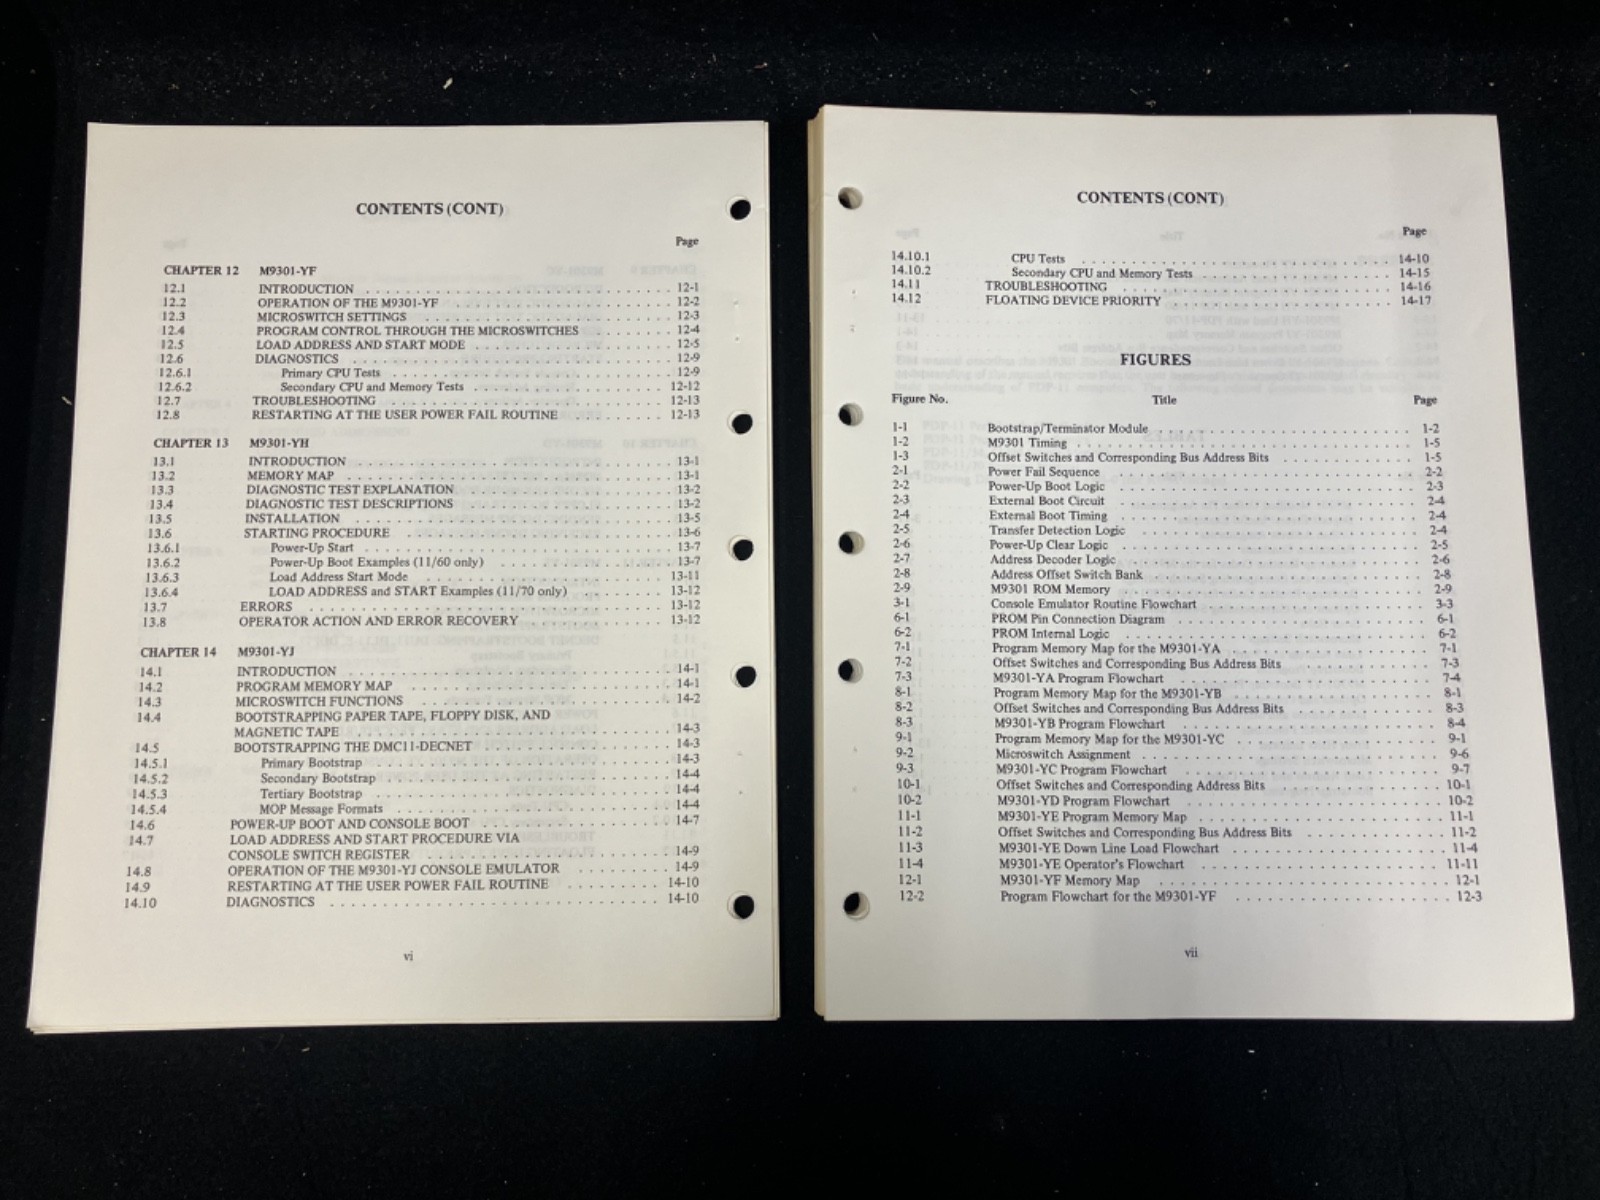 CONTENTS (CONT)
Page
CHAPTER 12 M9301-YF
12.1 INTRODUCTION . . . . . . . . . . 12-1
12.2 OPERATION OF THE M9301-YF . . . . . . . . . . 12-2
12.3 MICROSWITCH SETTINGS . . . . . . . . . . 12-3
12.4 PROGRAM CONTROL THROUGH THE MICROSWITCHES . . . . . . . . . . 12-4
12.5 LOAD ADDRESS AND START MODE . . . . . . . . . . 12-5
12.6 DIAGNOSTICS . . . . . . . . . . 12-9
12.6.1 Primary CPU Tests . . . . . . . . . . 12-9
12.6.2 Secondary CPU and Memory Tests . . . . . . . . . . 12-12
12.7 TROUBLESHOOTING . . . . . . . . . . 12-13
12.8 RESTARTING AT THE USER POWER FAIL ROUTINE . . . . . . . . . . 12-13
CHAPTER 13 M9301-YH
13.1 INTRODUCTION . . . . . . . . . . 13-1
13.2 MEMORY MAP . . . . . . . . . . 13-1
13.3 DIAGNOSTIC TEST EXPLANATION . . . . . . . . . . 13-2
13.4 DIAGNOSTIC TEST DESCRIPTIONS . . . . . . . . . . 13-2
13.5 INSTALLATION . . . . . . . . . . 13-5
13.6 STARTING PROCEDURE . . . . . . . . . . 13-6
13.6.1 Power-Up Start . . . . . . . . . . 13-7
13.6.2 Power-Up Boot Examples (11/60 only) . . . . . . . . . . 13-7
13.6.3 Load Address Start Mode . . . . . . . . . . 13-11
13.6.4 LOAD ADDRESS and START Examples (11/70 only) . . . . . . . . . . 13-12
13.7 ERRORS . . . . . . . . . . 13-12
13.8 OPERATOR ACTION AND ERROR RECOVERY . . . . . . . . . . 13-12
CHAPTER 14 M9301-YJ
14.1 INTRODUCTION . . . . . . . . . . 14-1
14.2 PROGRAM MEMORY MAP . . . . . . . . . . 14-1
14.3 MICROSWITCH FUNCTIONS . . . . . . . . . . 14-2
14.4 BOOTSTRAPPING PAPER TAPE, FLOPPY DISK, AND
MAGNETIC TAPE . . . . . . . . . . 14-3
14.5 BOOTSTRAPPING THE DMC11-DECNET . . . . . . . . . . 14-3
14.5.1 Primary Bootstrap . . . . . . . . . . 14-3
14.5.2 Secondary Bootstrap . . . . . . . . . . 14-4
14.5.3 Tertiary Bootstrap . . . . . . . . . . 14-4
14.5.4 MOP Message Formats . . . . . . . . . . 14-4
14.6 POWER-UP BOOT AND CONSOLE BOOT . . . . . . . . . . 14-7
14.7 LOAD ADDRESS AND START PROCEDURE VIA
CONSOLE SWITCH REGISTER . . . . . . . . . . 14-9
14.8 OPERATION OF THE M9301-YJ CONSOLE EMULATOR . . . . . . . . . . 14-9
14.9 RESTARTING AT THE USER POWER FAIL ROUTINE . . . . . . . . . . 14-10
14.10 DIAGNOSTICS . . . . . . . . . . 14-10
vi
CONTENTS (CONT)
Page
14.10.1 CPU Tests . . . . . . . . . . 14-10
14.10.2 Secondary CPU and Memory Tests . . . . . . . . . . 14-15
14.11 TROUBLESHOOTING . . . . . . . . . . 14-16
14.12 FLOATING DEVICE PRIORITY . . . . . . . . . . 14-17
FIGURES
Figure No. Title Page
1-1 Bootstrap/Terminator Module . . . . . . . . . . 1-2
1-2 M9301 Timing . . . . . . . . . . 1-5
1-3 Offset Switches and Corresponding Bus Address Bits . . . . . . . . . . 1-5
2-1 Power Fail Sequence . . . . . . . . . . 2-2
2-2 Power-Up Boot Logic . . . . . . . . . . 2-3
2-3 External Boot Circuit . . . . . . . . . . 2-4
2-4 External Boot Timing . . . . . . . . . . 2-4
2-5 Transfer Detection Logic . . . . . . . . . . 2-4
2-6 Power-Up Clear Logic . . . . . . . . . . 2-5
2-7 Address Decoder Logic . . . . . . . . . . 2-6
2-8 Address Offset Switch Bank . . . . . . . . . . 2-8
2-9 M9301 ROM Memory . . . . . . . . . . 2-9
3-1 Console Emulator Routine Flowchart . . . . . . . . . . 3-3
6-1 PROM Pin Connection Diagram . . . . . . . . . . 6-1
6-2 PROM Internal Logic . . . . . . . . . . 6-2
7-1 Program Memory Map for the M9301-YA . . . . . . . . . . 7-1
7-2 Offset Switches and Corresponding Bus Address Bits . . . . . . . . . . 7-3
7-3 M9301-YA Program Flowchart . . . . . . . . . . 7-4
8-1 Program Memory Map for the M9301-YB . . . . . . . . . . 8-1
8-2 Offset Switches and Corresponding Bus Address Bits . . . . . . . . . . 8-3
8-3 M9301-YB Program Flowchart . . . . . . . . . . 8-4
9-1 Program Memory Map for the M9301-YC . . . . . . . . . . 9-1
9-2 Microswitch Assignment . . . . . . . . . . 9-6
9-3 M9301-YC Program Flowchart . . . . . . . . . . 9-7
10-1 Offset Switches and Corresponding Address Bits . . . . . . . . . . 10-1
10-2 M9301-YD Program Flowchart . . . . . . . . . . 10-2
11-1 M9301-YE Program Memory Map . . . . . . . . . . 11-1
11-2 Offset Switches and Corresponding Bus Address Bits . . . . . . . . . . 11-2
11-3 M9301-YE Down Line Load Flowchart . . . . . . . . . . 11-4
11-4 M9301-YE Operator's Flowchart . . . . . . . . . . 11-11
12-1 M9301-YF Memory Map . . . . . . . . . . 12-1
12-2 Program Flowchart for the M9301-YF . . . . . . . . . . 12-3
vii